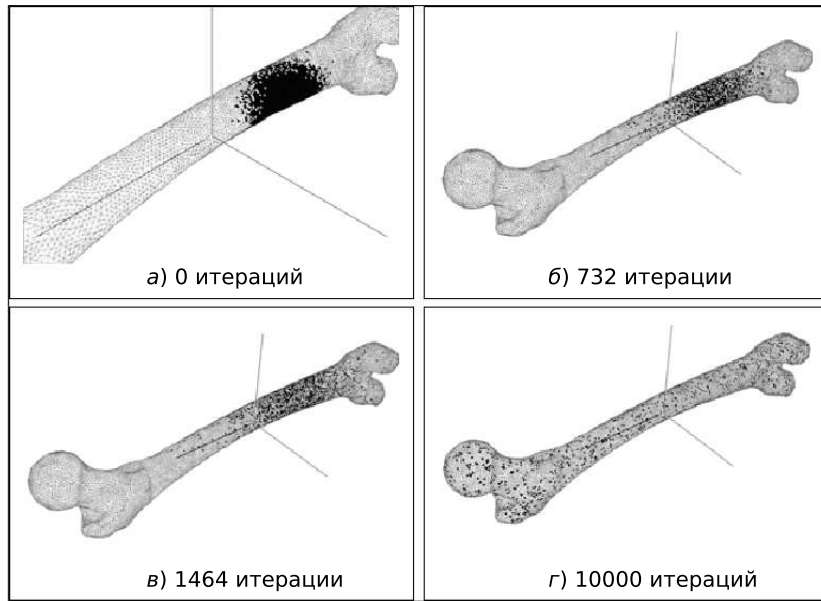 а) 0 итераций
б) 732 итерации
в) 1464 итерации
г) 10000 итераций